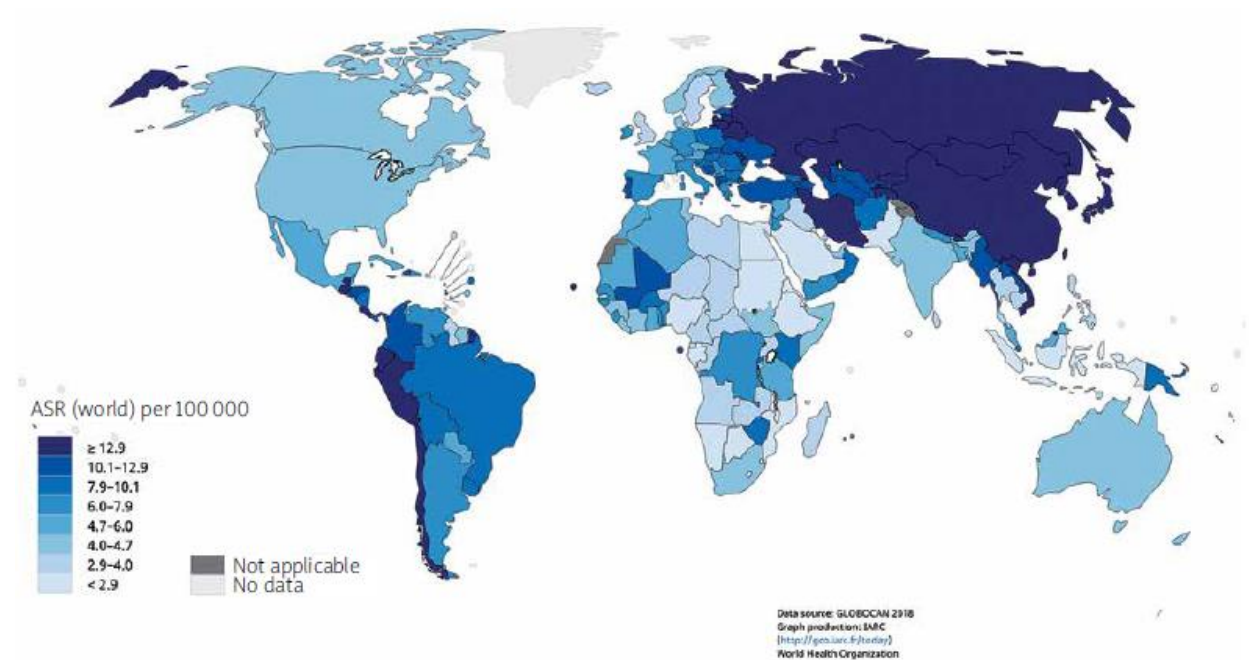 ASR (world) per 100 000
≥ 12.9
10.1–12.9
7.9–10.1
6.0–7.9
4.7–6.0
4.0–4.7
2.9–4.0
< 2.9
Not applicable
No data
Data source: GLOBOCAN 2018
Graph production: IARC
(http://gco.iarc.fr/today)
World Health Organization